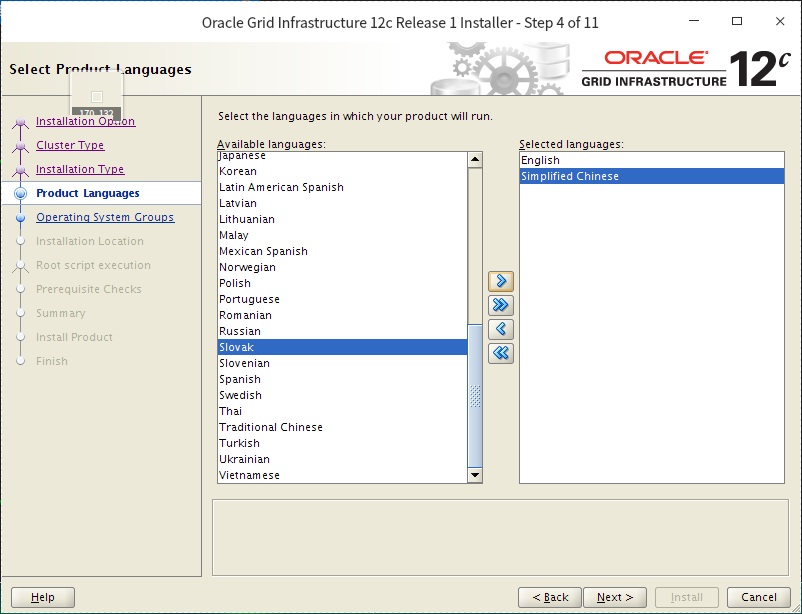 Oracle Grid Infrastructure 12c Release 1 Installer - Step 4 of 11
Select Product Languages
ORACLE®
GRID INFRASTRUCTURE
12c
170, 132
Installation Option
Cluster Type
Installation Type
Product Languages
Operating System Groups
Installation Location
Root script execution
Prerequisite Checks
Summary
Install Product
Finish
Select the languages in which your product will run.
Available languages:
Japanese
Korean
Latin American Spanish
Latvian
Lithuanian
Malay
Mexican Spanish
Norwegian
Polish
Portuguese
Romanian
Russian
Slovak
Slovenian
Spanish
Swedish
Thai
Traditional Chinese
Turkish
Ukrainian
Vietnamese
Selected languages:
English
Simplified Chinese
Help
< Back
Next >
Install
Cancel